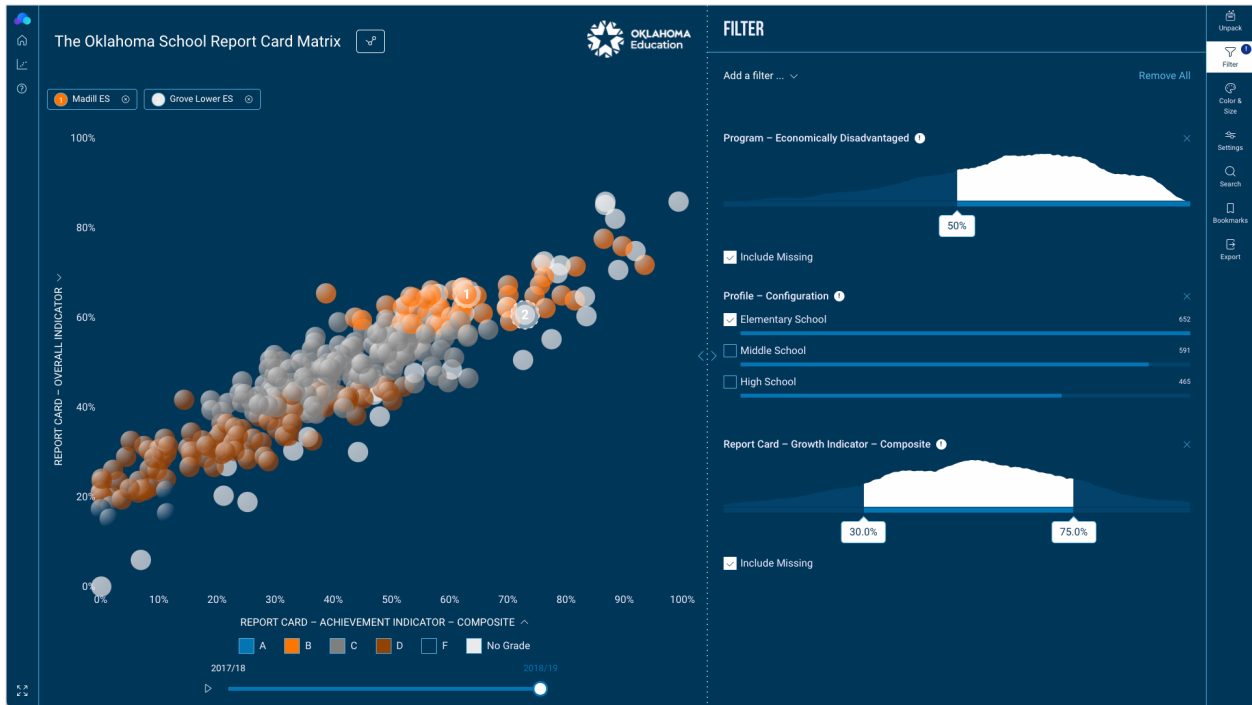 The Oklahoma School Report Card Matrix
OKLAHOMA
Education
1 Madill ES
Grove Lower ES
100%
80%
60%
40%
20%
0%
REPORT CARD – OVERALL INDICATOR
1
2
0%
10%
20%
30%
40%
50%
60%
70%
80%
90%
100%
REPORT CARD – ACHIEVEMENT INDICATOR – COMPOSITE
A
B
C
D
F
No Grade
2017/18
2018/19
FILTER
Add a filter ...
Remove All
Program – Economically Disadvantaged
50%
Include Missing
Profile – Configuration
Elementary School
652
Middle School
591
High School
465
Report Card – Growth Indicator – Composite
30.0%
75.0%
Include Missing
Unpack
1
Filter
Color &
Size
Settings
Search
Bookmarks
Export